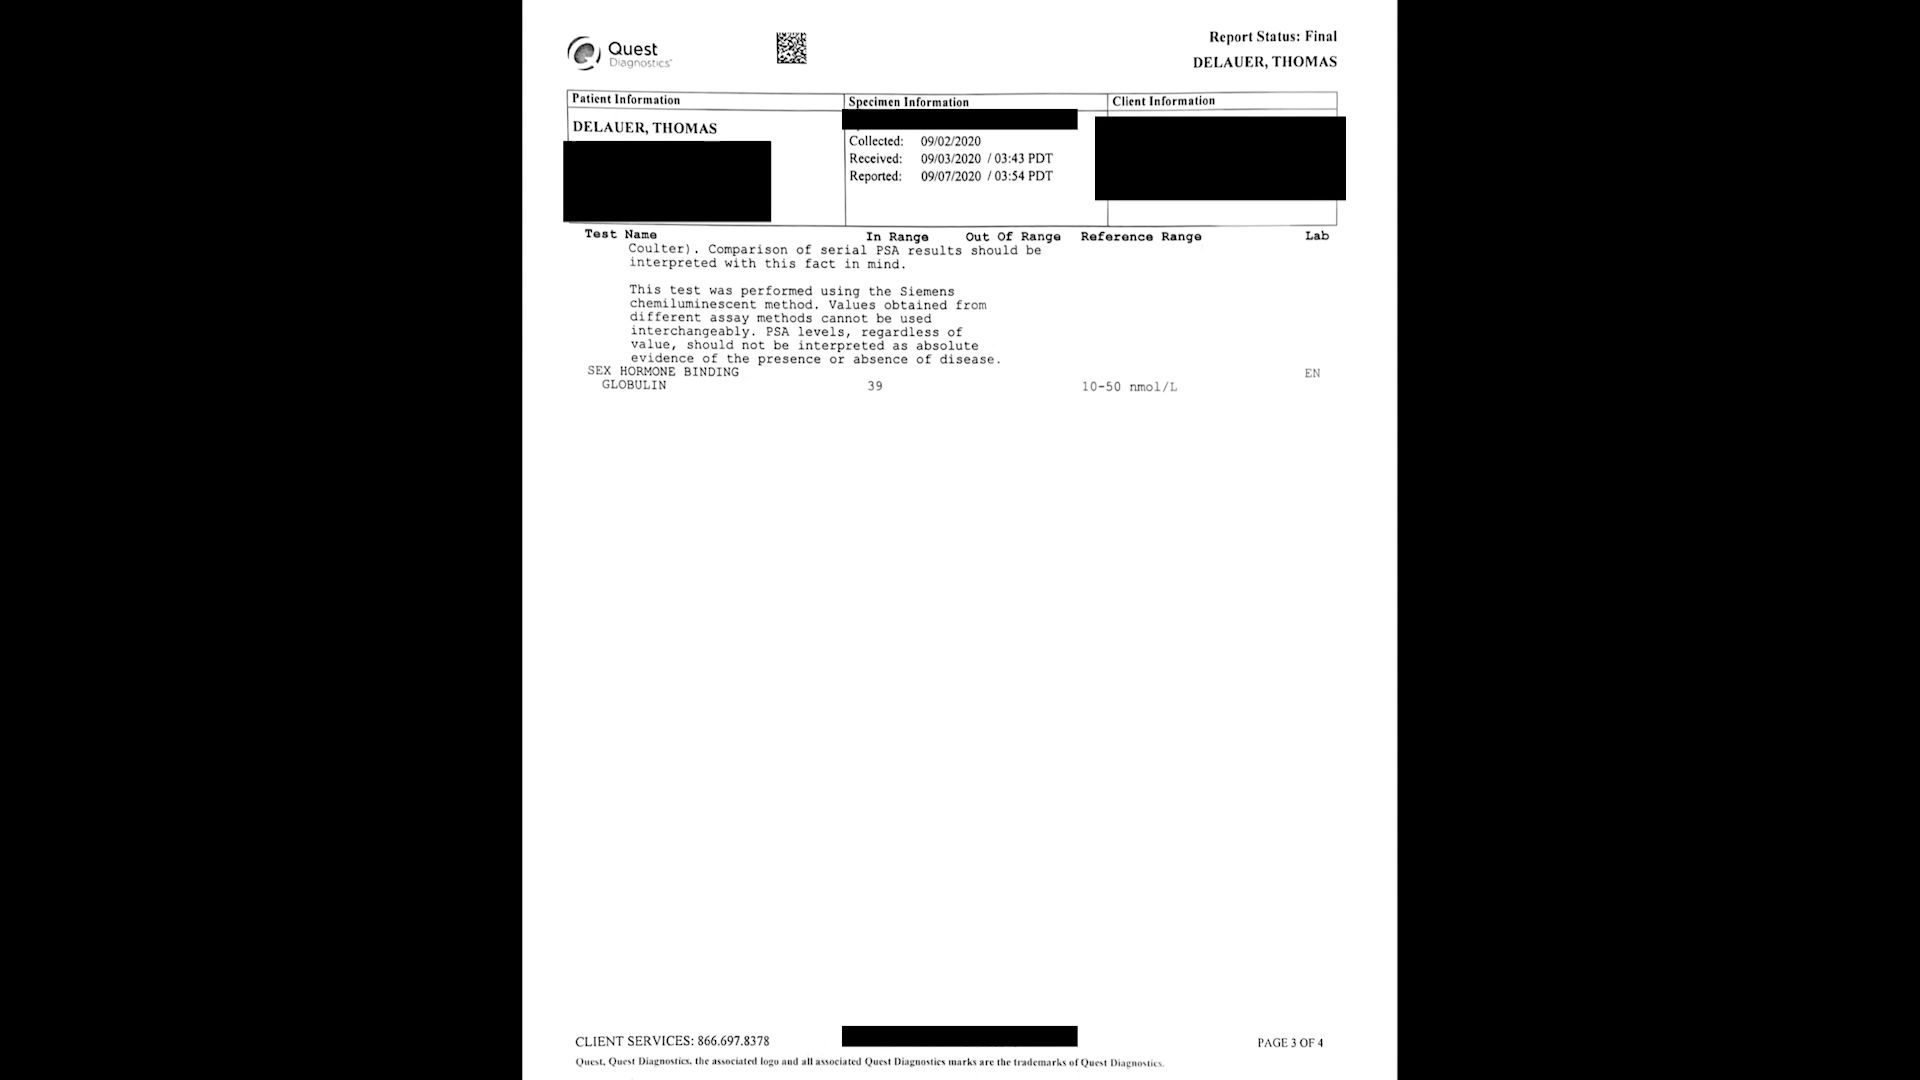 Quest
Diagnostics
Report Status: Final
DELAUER, THOMAS
Patient Information
Specimen Information
Client Information
DELAUER, THOMAS
Collected: 09/02/2020
Received: 09/03/2020 / 03:43 PDT
Reported: 09/07/2020 / 03:54 PDT
Test Name In Range Out Of Range Reference Range Lab
Coulter). Comparison of serial PSA results should be
interpreted with this fact in mind.
This test was performed using the Siemens
chemiluminescent method. Values obtained from
different assay methods cannot be used
interchangeably. PSA levels, regardless of
value, should not be interpreted as absolute
evidence of the presence or absence of disease.
SEX HORMONE BINDING EN
GLOBULIN 39 10-50 nmol/L
CLIENT SERVICES: 866.697.8378
PAGE 3 OF 4
Quest, Quest Diagnostics, the associated logo and all associated Quest Diagnostics marks are the trademarks of Quest Diagnostics.